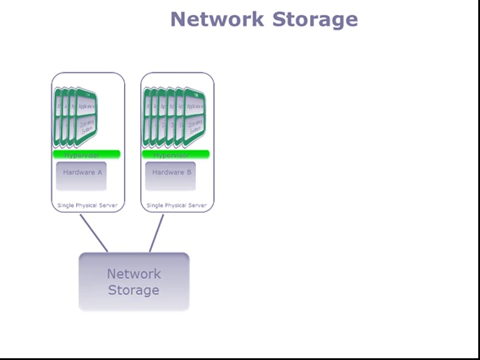 Network Storage
Hypervisor
Hypervisor
Hardware A
Hardware B
Single Physical Server
Single Physical Server
Network
Storage